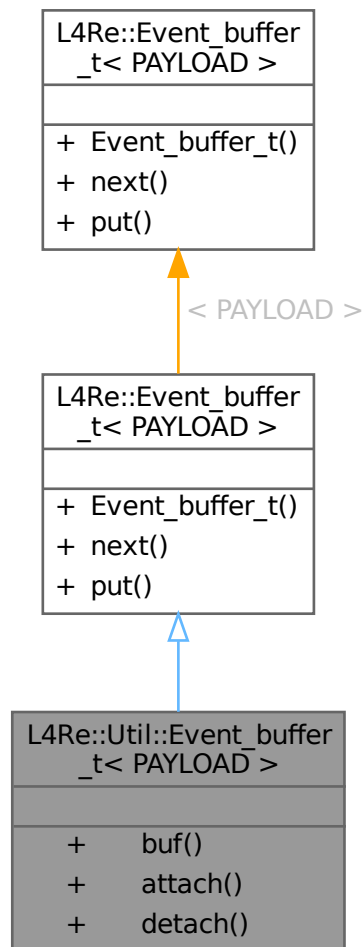 L4Re::Event_buffer
_t< PAYLOAD >
+ Event_buffer_t()
+ next()
+ put()
< PAYLOAD >
L4Re::Event_buffer
_t< PAYLOAD >
+ Event_buffer_t()
+ next()
+ put()
L4Re::Util::Event_buffer
_t< PAYLOAD >
+ buf()
+ attach()
+ detach()